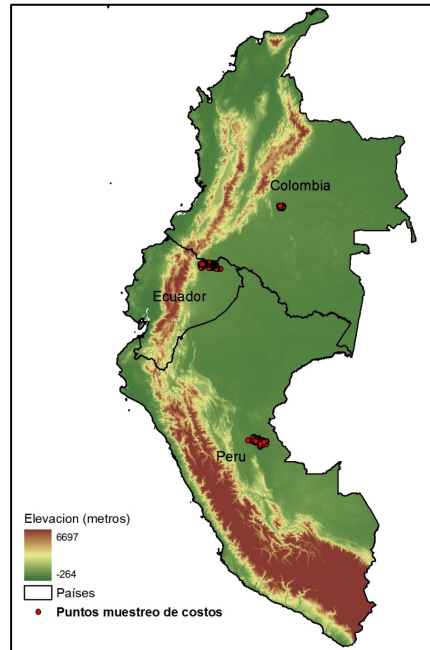 Colombia
Ecuador
Peru
Elevacion (metros)
6697
-264
Países
Puntos muestreo de costos